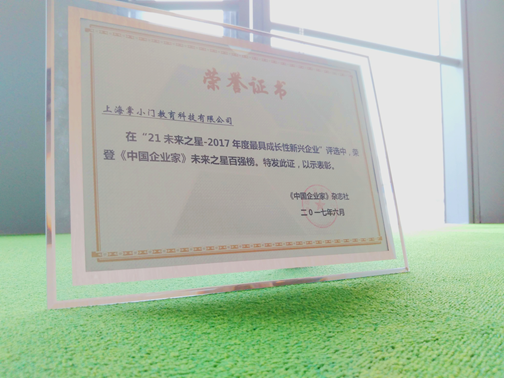 荣誉证书
上海掌小门教育科技有限公司
在“21未来之星-2017年度最具成长性新兴企业”评选中，荣
登《中国企业家》未来之星百强榜。特发此证，以示表彰。
《中国企业家》杂志社
二〇一七年六月